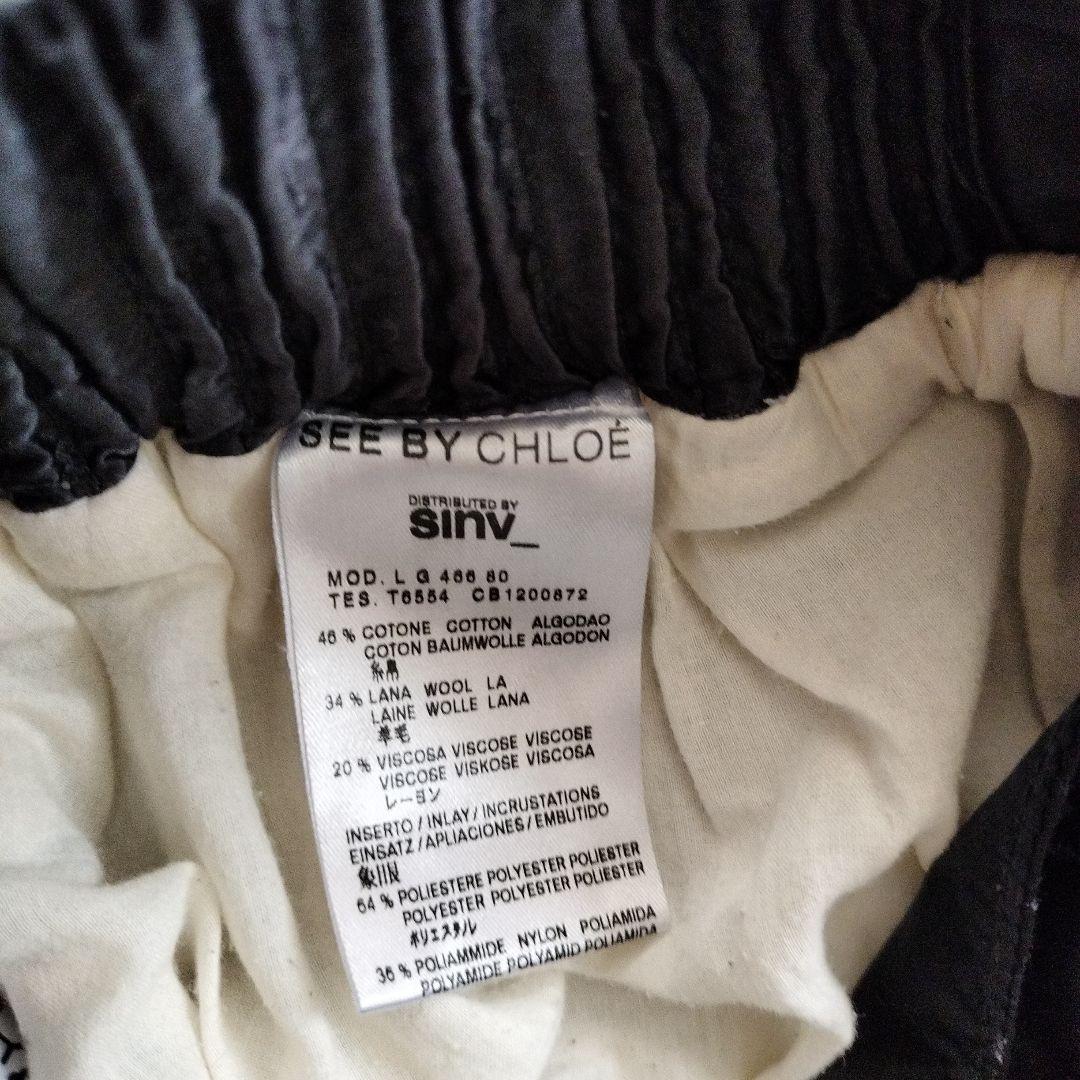 SEE BY CHLOÉ
DISTRIBUTED BY
sinv_
MOD. L G 466 80
TES. T6554 CB1200872
46 % COTONE COTTON ALGODAO
COTON BAUMWOLLE ALGODON
34 % LANA WOOL LA
LAINE WOLLE LANA
羊毛
20 % VISCOSA VISCOSE VISCOSE
VISCOSE VISKOSE VISCOSA
レーヨン
INSERTO / INLAY / INCRUSTATIONS
EINSATZ / APLIACIONES / EMBUTIDO
64 % POLIESTERE POLYESTER POLIESTER
POLYESTER POLYESTER POLIESTER
ポリエステル
36 % POLIAMMIDE NYLON POLIAMIDA
POLYAMIDE POLYAMID POLIAMIDA